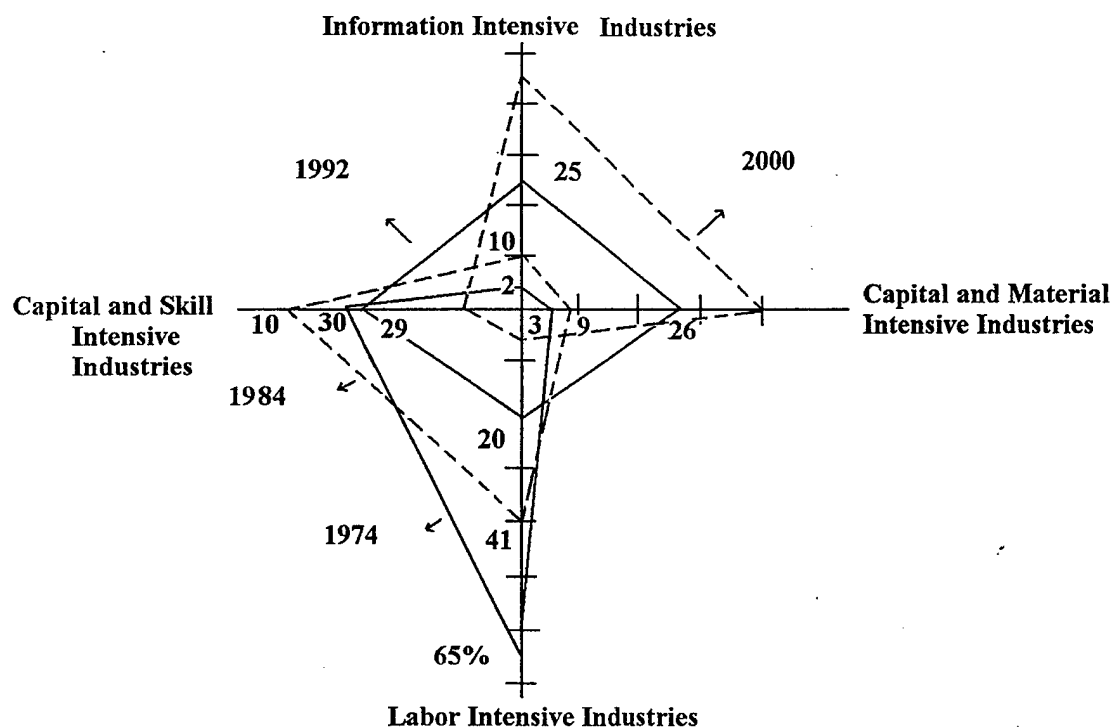 Information Intensive Industries
1992
25
2000
10
2
Capital and Skill
Intensive
Industries
10
30
29
3
9
26
Capital and Material
Intensive Industries
1984
20
1974
41
65%
Labor Intensive Industries